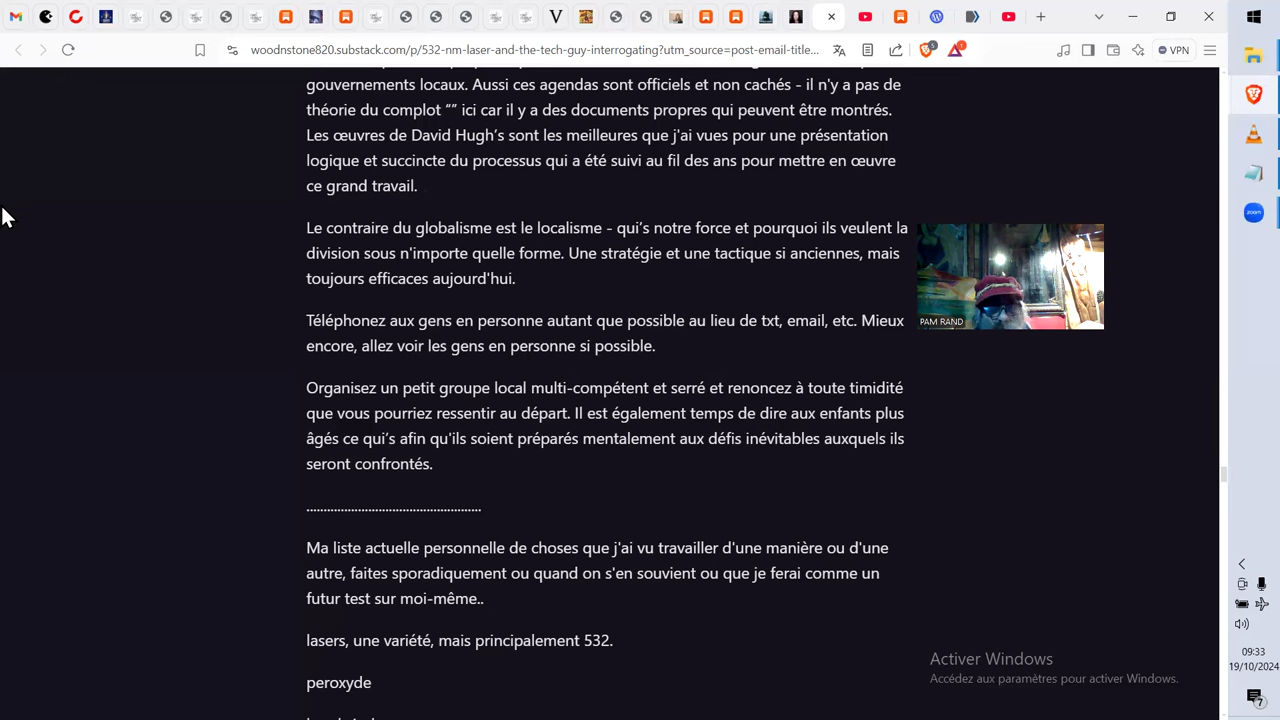 woodnstone820.substack.com/p/532-nm-laser-and-the-tech-guy-interrogating?utm_source=post-email-title...
VPN
gouvernements locaux. Aussi ces agendas sont officiels et non cachés - il n'y a pas de
théorie du complot “” ici car il y a des documents propres qui peuvent être montrés.
Les œuvres de David Hugh’s sont les meilleures que j'ai vues pour une présentation
logique et succincte du processus qui a été suivi au fil des ans pour mettre en œuvre
ce grand travail.
Le contraire du globalisme est le localisme - qui’s notre force et pourquoi ils veulent la
division sous n'importe quelle forme. Une stratégie et une tactique si anciennes, mais
toujours efficaces aujourd'hui.
PAM RAND
Téléphonez aux gens en personne autant que possible au lieu de txt, email, etc. Mieux
encore, allez voir les gens en personne si possible.
Organisez un petit groupe local multi-compétent et serré et renoncez à toute timidité
que vous pourriez ressentir au départ. Il est également temps de dire aux enfants plus
âgés ce qui’s afin qu'ils soient préparés mentalement aux défis inévitables auxquels ils
seront confrontés.
...................................................
Ma liste actuelle personnelle de choses que j'ai vu travailler d'une manière ou d'une
autre, faites sporadiquement ou quand on s'en souvient ou que je ferai comme un
futur test sur moi-même..
lasers, une variété, mais principalement 532.
peroxyde
Activer Windows
Accédez aux paramètres pour activer Windows.
zoom
09:33
19/10/2024
7